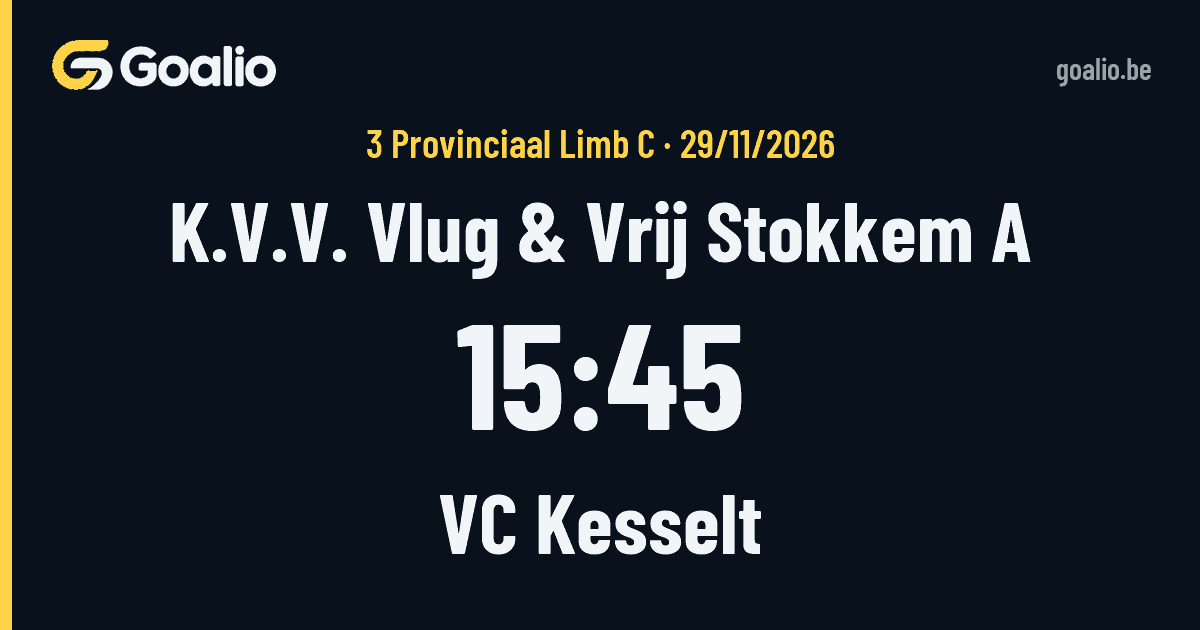 Goalio
goalio.be
3 Provinciaal Limb C · 29/11/2026
K.V.V. Vlug & Vrij Stokkem A
15:45
VC Kesselt